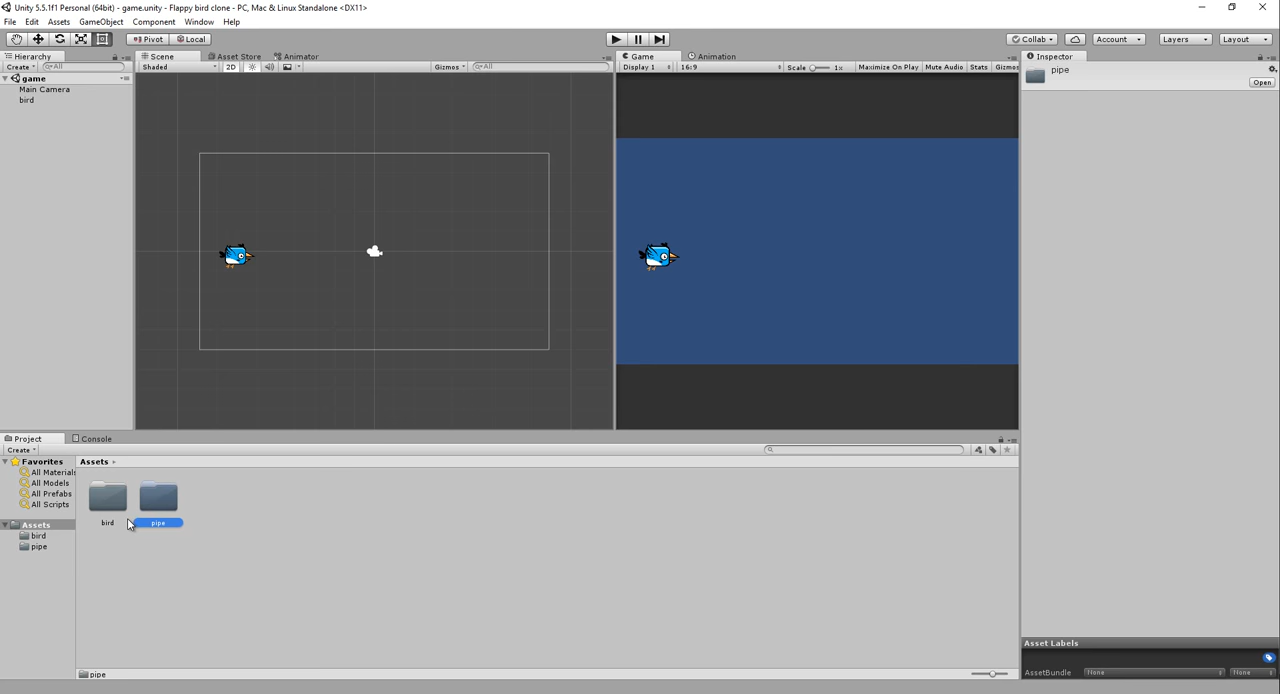 Unity 5.5.1f1 Personal (64bit) - game.unity - Flappy bird clone - PC, Mac & Linux Standalone <DX11>
File Edit Assets GameObject Component Window Help
Pivot Local Collab Account Layers Layout
Hierarchy Scene Asset Store Animator Game Animation Inspector
Create All Shaded 2D Gizmos All Display 1 16:9 Scale 1x Maximize On Play Mute Audio Stats Gizmos
pipe
Open
game
Main Camera
bird
Project Console
Create
Favorites
All Materials
All Models
All Prefabs
All Scripts
Assets
bird
pipe
Assets
bird pipe
pipe
Asset Labels
AssetBundle None None